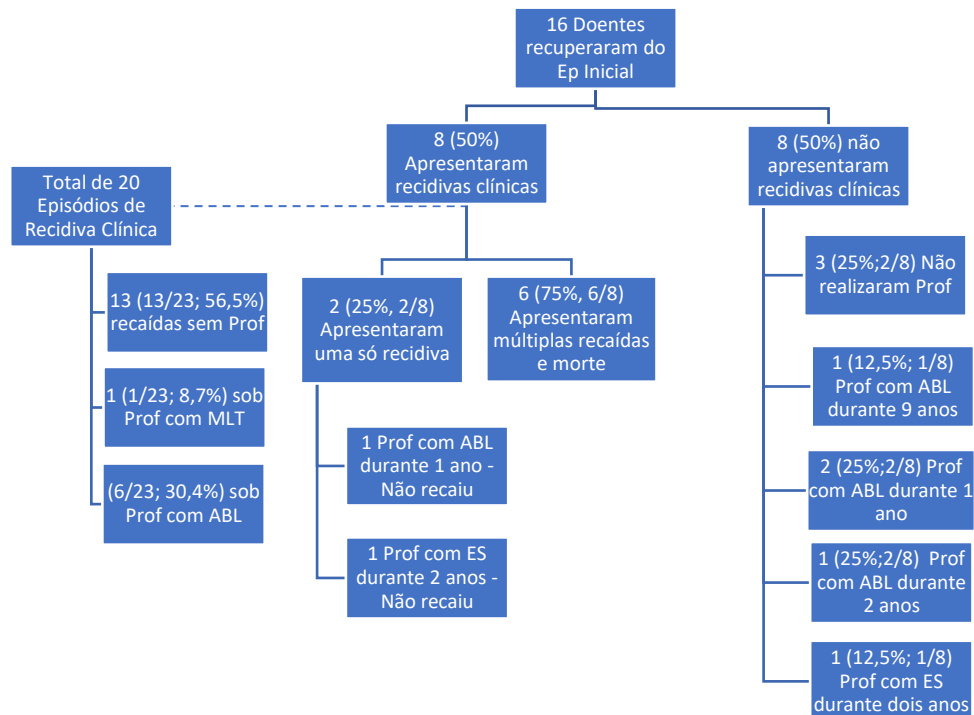 16 Doentes
recuperaram do
Ep Inicial
8 (50%)
Apresentaram
recidivas clínicas
8 (50%) não
apresentaram
recidivas clínicas
Total de 20
Episódios de
Recidiva Clínica
13 (13/23; 56,5%)
recaídas sem Prof
1 (1/23; 8,7%) sob
Prof com MLT
(6/23; 30,4%) sob
Prof com ABL
2 (25%, 2/8)
Apresentaram
uma só recidiva
6 (75%, 6/8)
Apresentaram
múltiplas recaídas
e morte
1 Prof com ABL
durante 1 ano -
Não recaiu
1 Prof com ES
durante 2 anos -
Não recaiu
3 (25%;2/8) Não
realizaram Prof
1 (12,5%; 1/8)
Prof com ABL
durante 9 anos
2 (25%;2/8) Prof
com ABL durante 1
ano
1 (25%;2/8) Prof
com ABL durante
2 anos
1 (12,5%; 1/8)
Prof com ES
durante dois anos